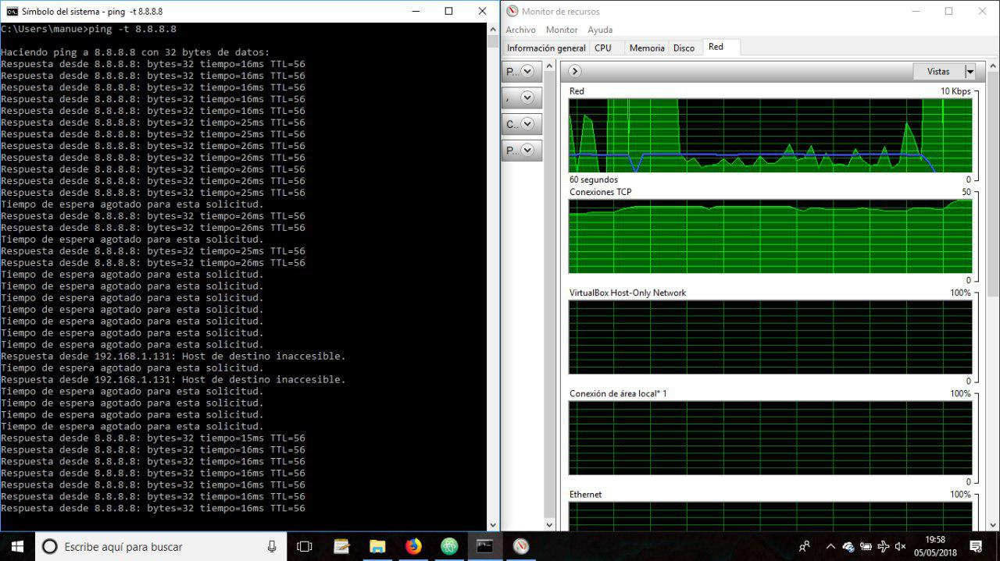 Símbolo del sistema - ping  -t 8.8.8.8
C:\Users\manue>ping -t 8.8.8.8
Haciendo ping a 8.8.8.8 con 32 bytes de datos:
Respuesta desde 8.8.8.8: bytes=32 tiempo=16ms TTL=56
Respuesta desde 8.8.8.8: bytes=32 tiempo=16ms TTL=56
Respuesta desde 8.8.8.8: bytes=32 tiempo=16ms TTL=56
Respuesta desde 8.8.8.8: bytes=32 tiempo=16ms TTL=56
Respuesta desde 8.8.8.8: bytes=32 tiempo=16ms TTL=56
Respuesta desde 8.8.8.8: bytes=32 tiempo=25ms TTL=56
Respuesta desde 8.8.8.8: bytes=32 tiempo=25ms TTL=56
Respuesta desde 8.8.8.8: bytes=32 tiempo=26ms TTL=56
Respuesta desde 8.8.8.8: bytes=32 tiempo=26ms TTL=56
Respuesta desde 8.8.8.8: bytes=32 tiempo=26ms TTL=56
Respuesta desde 8.8.8.8: bytes=32 tiempo=26ms TTL=56
Respuesta desde 8.8.8.8: bytes=32 tiempo=25ms TTL=56
Tiempo de espera agotado para esta solicitud.
Respuesta desde 8.8.8.8: bytes=32 tiempo=26ms TTL=56
Respuesta desde 8.8.8.8: bytes=32 tiempo=26ms TTL=56
Tiempo de espera agotado para esta solicitud.
Respuesta desde 8.8.8.8: bytes=32 tiempo=25ms TTL=56
Respuesta desde 8.8.8.8: bytes=32 tiempo=26ms TTL=56
Tiempo de espera agotado para esta solicitud.
Tiempo de espera agotado para esta solicitud.
Tiempo de espera agotado para esta solicitud.
Tiempo de espera agotado para esta solicitud.
Tiempo de espera agotado para esta solicitud.
Tiempo de espera agotado para esta solicitud.
Tiempo de espera agotado para esta solicitud.
Respuesta desde 192.168.1.131: Host de destino inaccesible.
Tiempo de espera agotado para esta solicitud.
Respuesta desde 192.168.1.131: Host de destino inaccesible.
Tiempo de espera agotado para esta solicitud.
Tiempo de espera agotado para esta solicitud.
Tiempo de espera agotado para esta solicitud.
Tiempo de espera agotado para esta solicitud.
Respuesta desde 8.8.8.8: bytes=32 tiempo=15ms TTL=56
Respuesta desde 8.8.8.8: bytes=32 tiempo=16ms TTL=56
Respuesta desde 8.8.8.8: bytes=32 tiempo=16ms TTL=56
Respuesta desde 8.8.8.8: bytes=32 tiempo=16ms TTL=56
Respuesta desde 8.8.8.8: bytes=32 tiempo=16ms TTL=56
Respuesta desde 8.8.8.8: bytes=32 tiempo=16ms TTL=56
Monitor de recursos
Archivo Monitor Ayuda
Información general CPU Memoria Disco Red
P...
,
C...
P...
Vistas
Red 10 Kbps
60 segundos 0
Conexiones TCP 50
0
VirtualBox Host-Only Network 100%
0
Conexión de área local* 1 100%
0
Ethernet 100%
Escribe aquí para buscar
19:58
05/05/2018